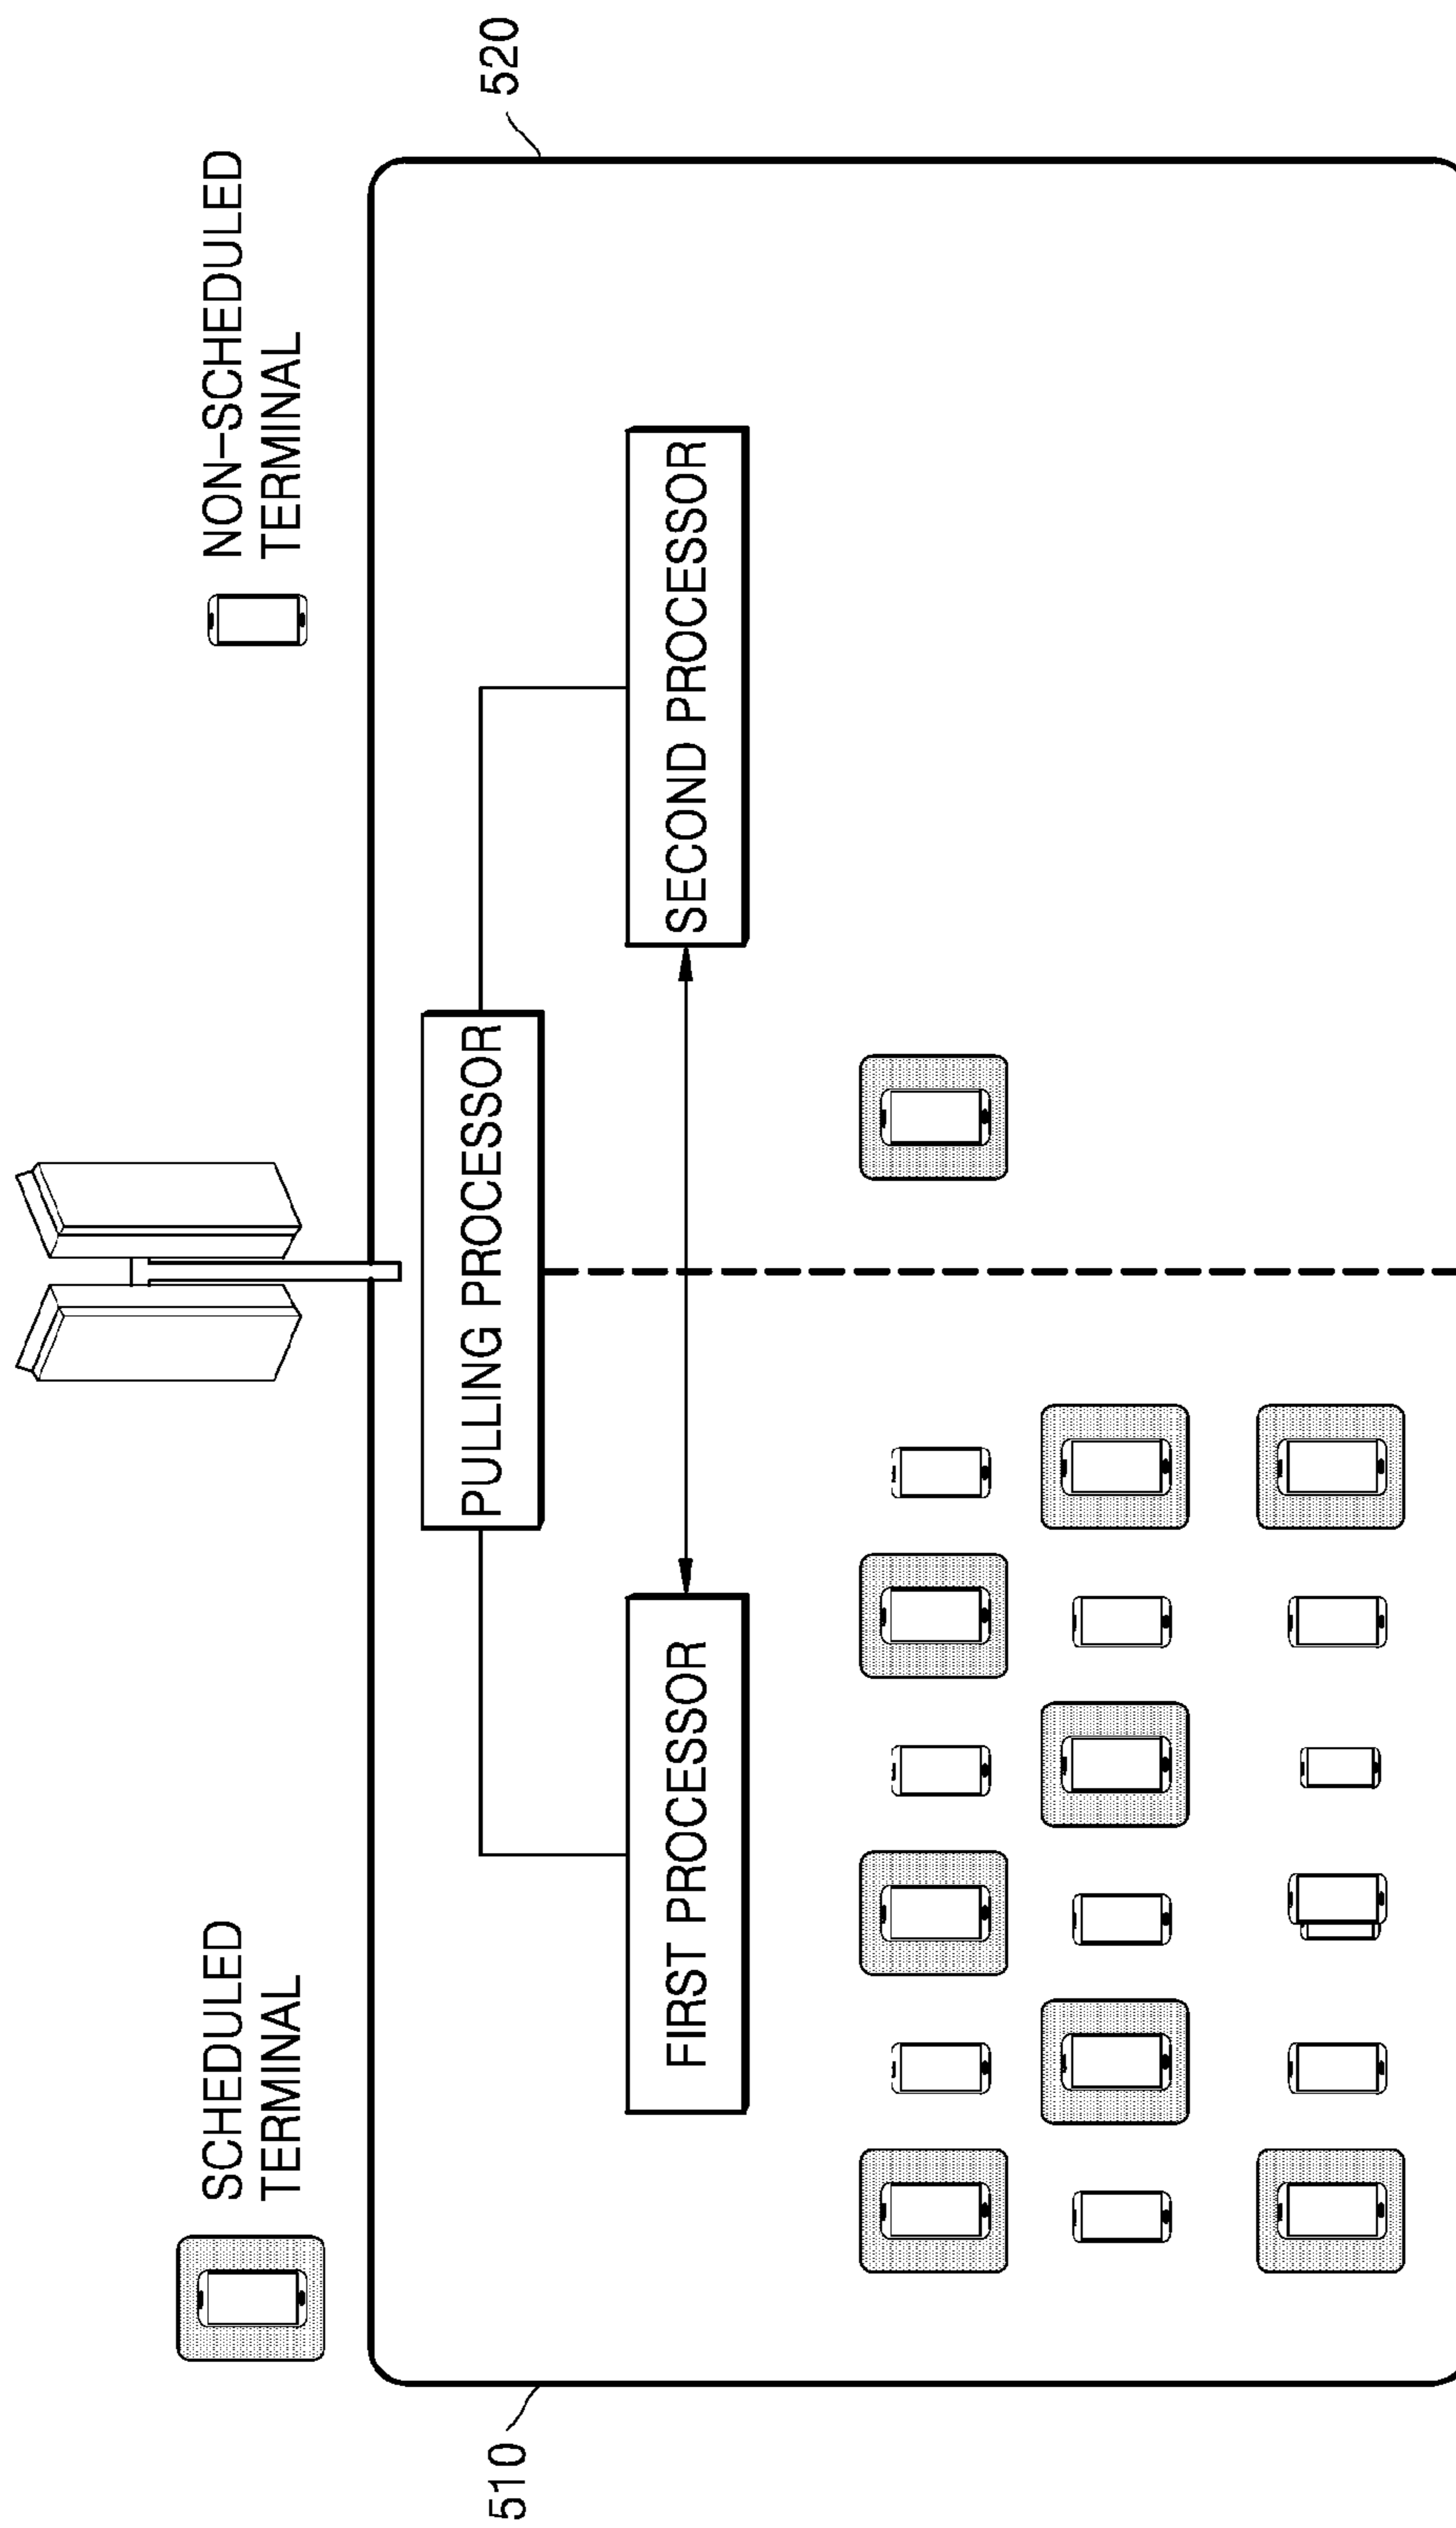 SCHEDULED
TERMINAL
NON-SCHEDULED
TERMINAL
510
520
PULLING PROCESSOR
FIRST PROCESSOR
SECOND PROCESSOR